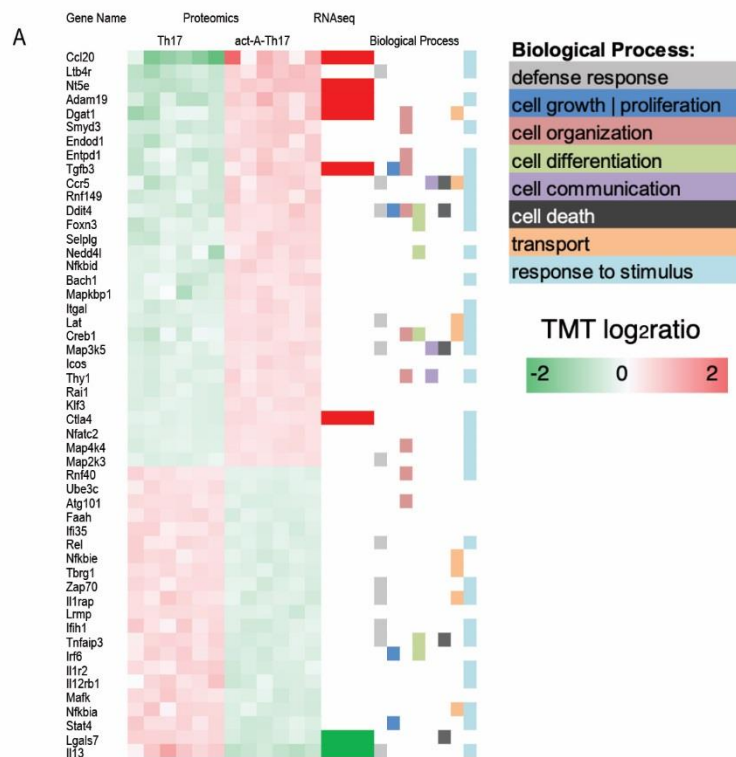 A
Gene Name Proteomics RNAseq
Th17 act-A-Th17 Biological Process
Ccl20
Ltb4r
Nt5e
Adam19
Dgat1
Smyd3
Endod1
Entpd1
Tgfb3
Ccr5
Rnf149
Ddit4
Foxn3
Selplg
Nedd4l
Nfkbid
Bach1
Mapkbp1
Itgal
Lat
Creb1
Map3k5
Icos
Thy1
Rai1
Klf3
Ctla4
Nfatc2
Map4k4
Map2k3
Rnf40
Ube3c
Atg101
Faah
Ifi35
Rel
Nfkbie
Tbrg1
Zap70
Il1rap
Lrmp
Ifih1
Tnfaip3
Irf6
Il1r2
Il12rb1
Mafk
Nfkbia
Stat4
Lgals7
Il13
Biological Process:
defense response
cell growth | proliferation
cell organization
cell differentiation
cell communication
cell death
transport
response to stimulus
TMT log2ratio
-2 0 2